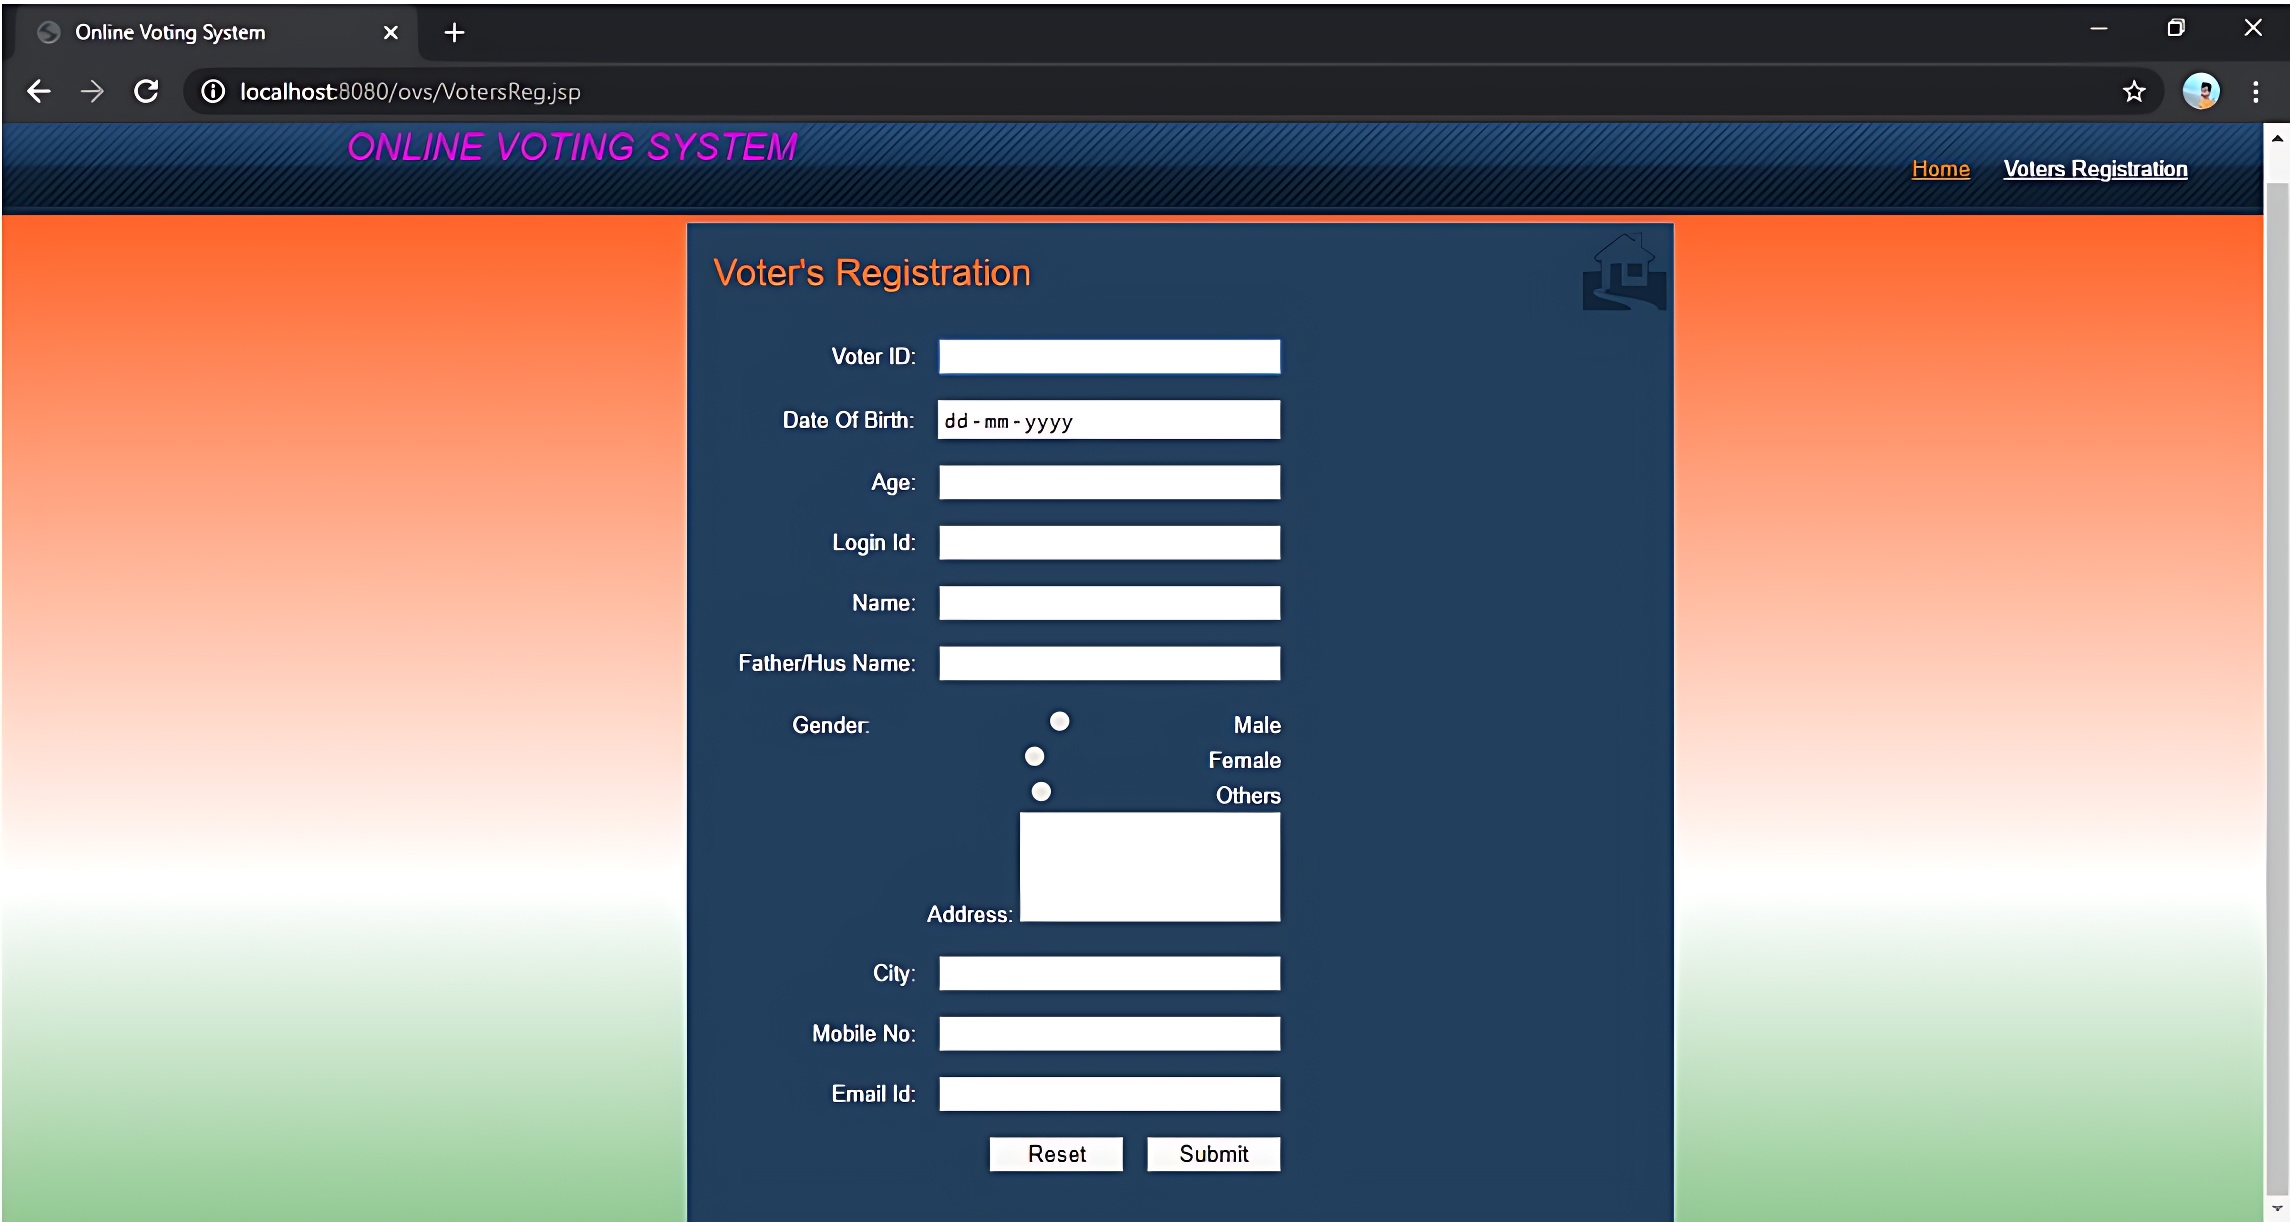 Online Voting System
localhost:8080/ovs/VotersReg.jsp
ONLINE VOTING SYSTEM
Home Voters Registration
Voter's Registration
Voter ID:
Date Of Birth: dd-mm-yyyy
Age:
Login Id:
Name:
Father/Hus Name:
Gender: Male
Female
Others
Address:
City:
Mobile No:
Email Id:
Reset Submit